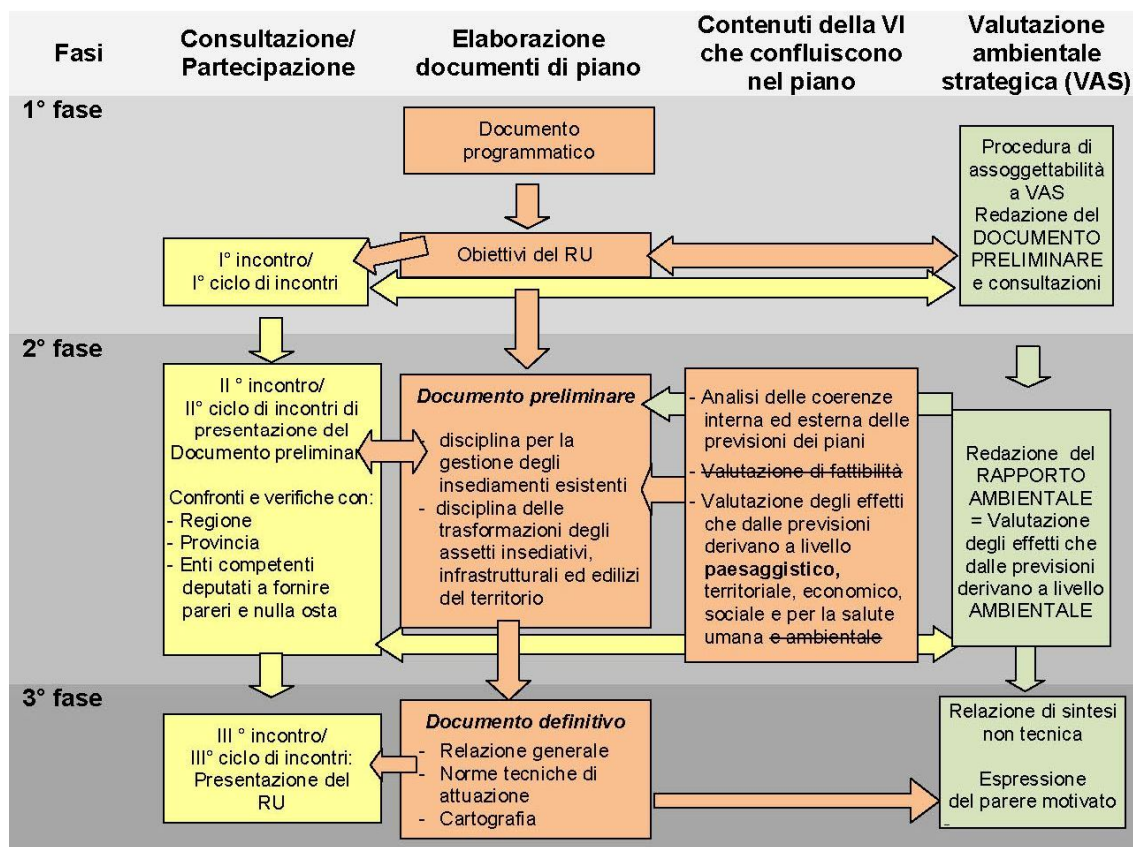 Fasi
Consultazione/
Partecipazione
Elaborazione
documenti di piano
Contenuti della VI
che confluiscono
nel piano
Valutazione
ambientale
strategica (VAS)
1° fase
Documento
programmatico
Obiettivi del RU
I° incontro/
I° ciclo di incontri
Procedura di
assoggettabilità
a VAS
Redazione del
DOCUMENTO
PRELIMINARE
e consultazioni
2° fase
II ° incontro/
II° ciclo di incontri di
presentazione del
Documento preliminar
Confronti e verifiche con:
- Regione
- Provincia
- Enti competenti
deputati a fornire
pareri e nulla osta
Documento preliminare
- disciplina per la
gestione degli
insediamenti esistenti
- disciplina delle
trasformazioni degli
assetti insediativi,
infrastrutturali ed edilizi
del territorio
- Analisi delle coerenze
interna ed esterna delle
previsioni dei piani
- Valutazione di fattibilità
- Valutazione degli effetti
che dalle previsioni
derivano a livello
paesaggistico,
territoriale, economico,
sociale e per la salute
umana e ambientale
Redazione del
RAPPORTO
AMBIENTALE
= Valutazione
degli effetti che
dalle previsioni
derivano a livello
AMBIENTALE
3° fase
III ° incontro/
III° ciclo di incontri:
Presentazione del
RU
Documento definitivo
- Relazione generale
- Norme tecniche di
attuazione
- Cartografia
Relazione di sintesi
non tecnica
Espressione
del parere motivato
-